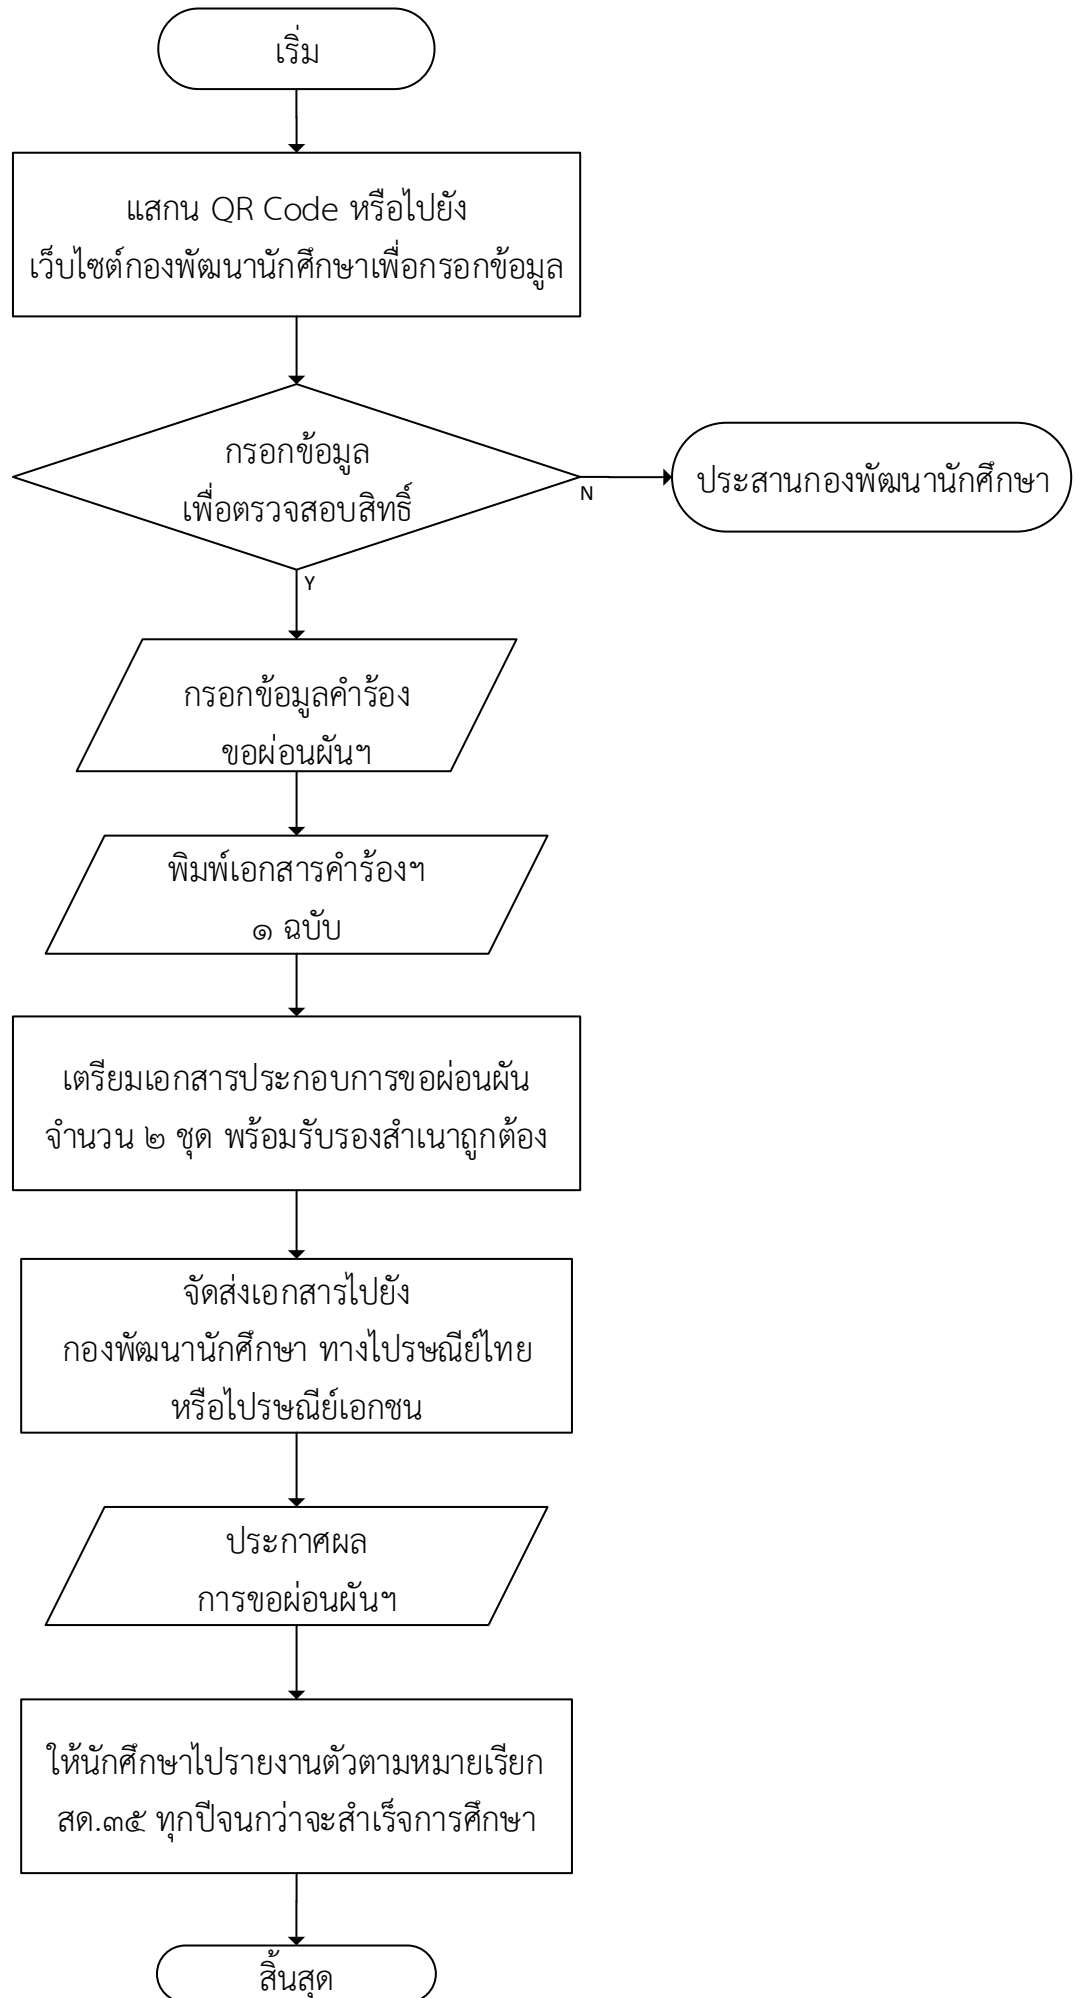 เริ่ม
แสกน QR Code หรือไปยัง
เว็บไซต์กองพัฒนานักศึกษาเพื่อกรอกข้อมูล
กรอกข้อมูล
เพื่อตรวจสอบสิทธิ์
N
ประสานกองพัฒนานักศึกษา
Y
กรอกข้อมูลคำร้อง
ขอผ่อนผันฯ
พิมพ์เอกสารคำร้องฯ
๑ ฉบับ
เตรียมเอกสารประกอบการขอผ่อนผัน
จำนวน ๒ ชุด พร้อมรับรองสำเนาถูกต้อง
จัดส่งเอกสารไปยัง
กองพัฒนานักศึกษา ทางไปรษณีย์ไทย
หรือไปรษณีย์เอกชน
ประกาศผล
การขอผ่อนผันฯ
ให้นักศึกษาไปรายงานตัวตามหมายเรียก
สด.๓๕ ทุกปีจนกว่าจะสำเร็จการศึกษา
สิ้นสุด